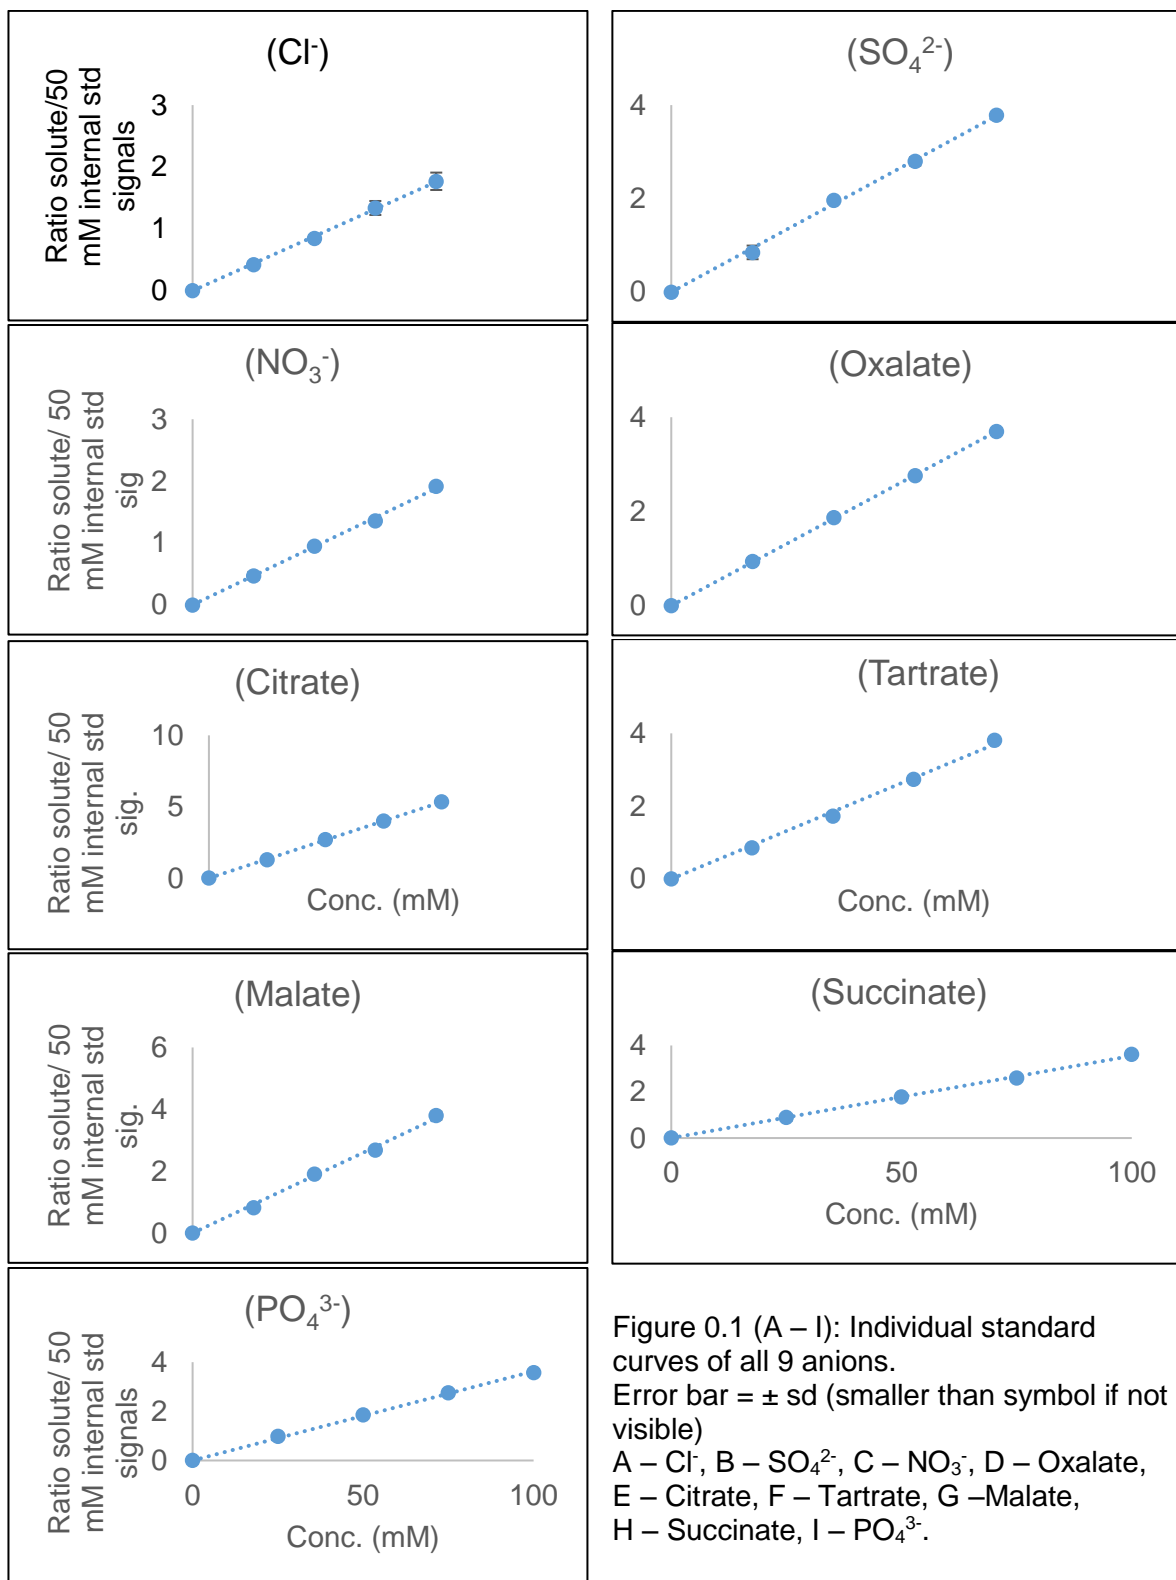 (Cl⁻)
Ratio solute/50
mM internal std
signals
3
2
1
0
(SO₄²⁻)
4
2
0
(NO₃⁻)
Ratio solute/ 50
mM internal std
sig
3
2
1
0
(Oxalate)
4
2
0
(Citrate)
Ratio solute/ 50
mM internal std
sig.
10
5
0
Conc. (mM)
(Tartrate)
4
3
2
1
0
Conc. (mM)
(Malate)
Ratio solute/ 50
mM internal std
sig.
6
4
2
0
(Succinate)
4
2
0
0 50 100
Conc. (mM)
(PO₄³⁻)
Ratio solute/ 50
mM internal std
signals
4
2
0
0 50 100
Conc. (mM)
Figure 0.1 (A – I): Individual standard
curves of all 9 anions.
Error bar = ± sd (smaller than symbol if not
visible)
A – Cl⁻, B – SO₄²⁻, C – NO₃⁻, D – Oxalate,
E – Citrate, F – Tartrate, G –Malate,
H – Succinate, I – PO₄³⁻.